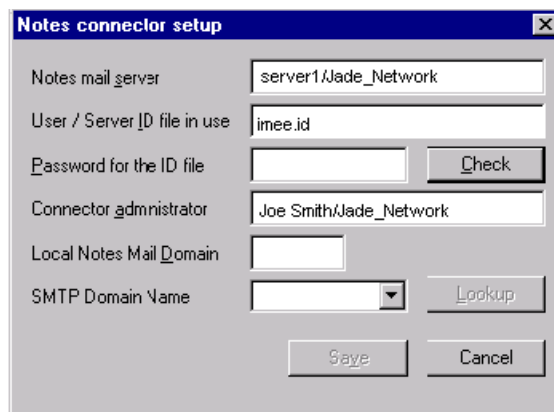 Notes connector setup
Notes mail server server1/Jade_Network
User / Server ID file in use imee.id
Password for the ID file Check
Connector admnistrator Joe Smith/Jade_Network
Local Notes Mail Domain
SMTP Domain Name Lookup
Save Cancel